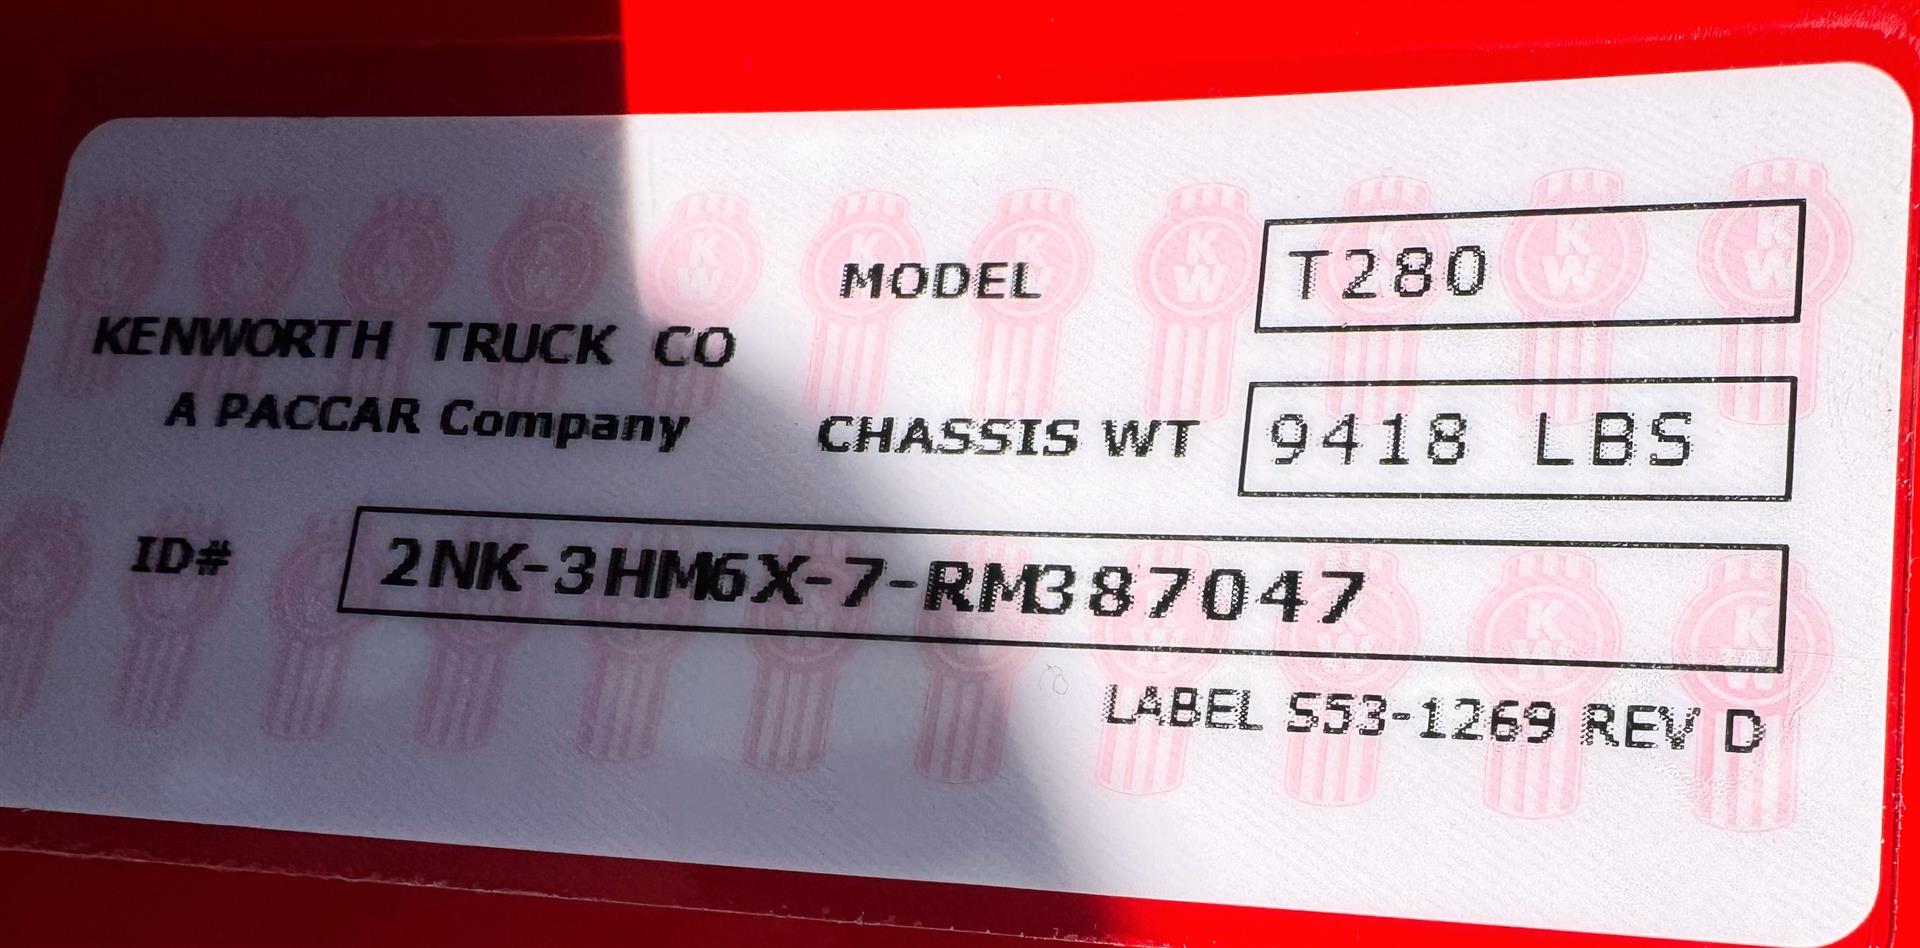 KENWORTH TRUCK CO
A PACCAR Company
MODEL T280
CHASSIS WT 9418 LBS
ID# 2NK-3HM6X-7-RM387047
LABEL S53-1269 REV D